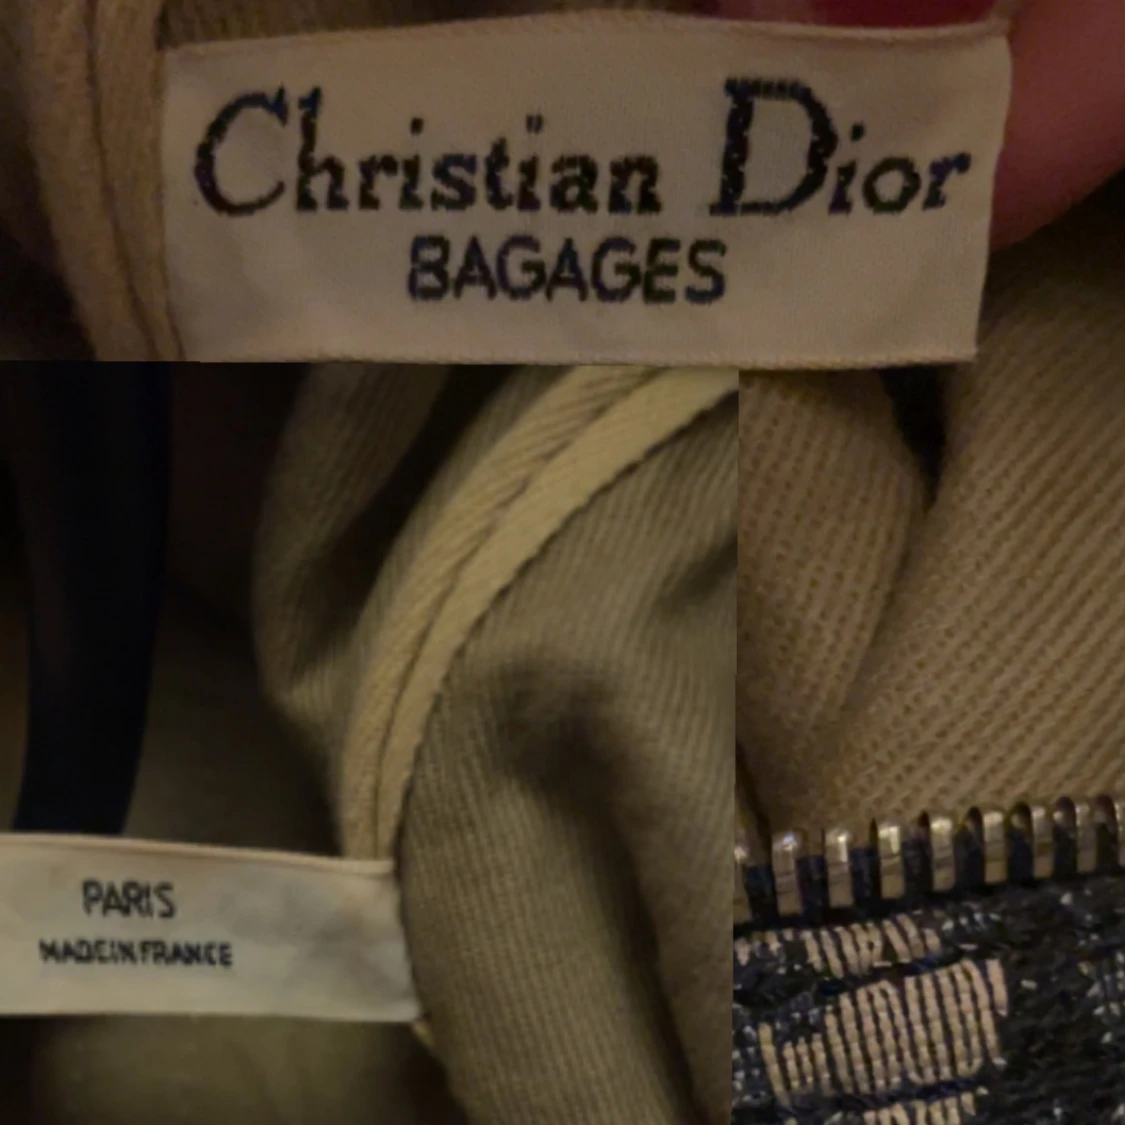 Christian Dior
BAGAGES
PARIS
MADE IN FRANCE